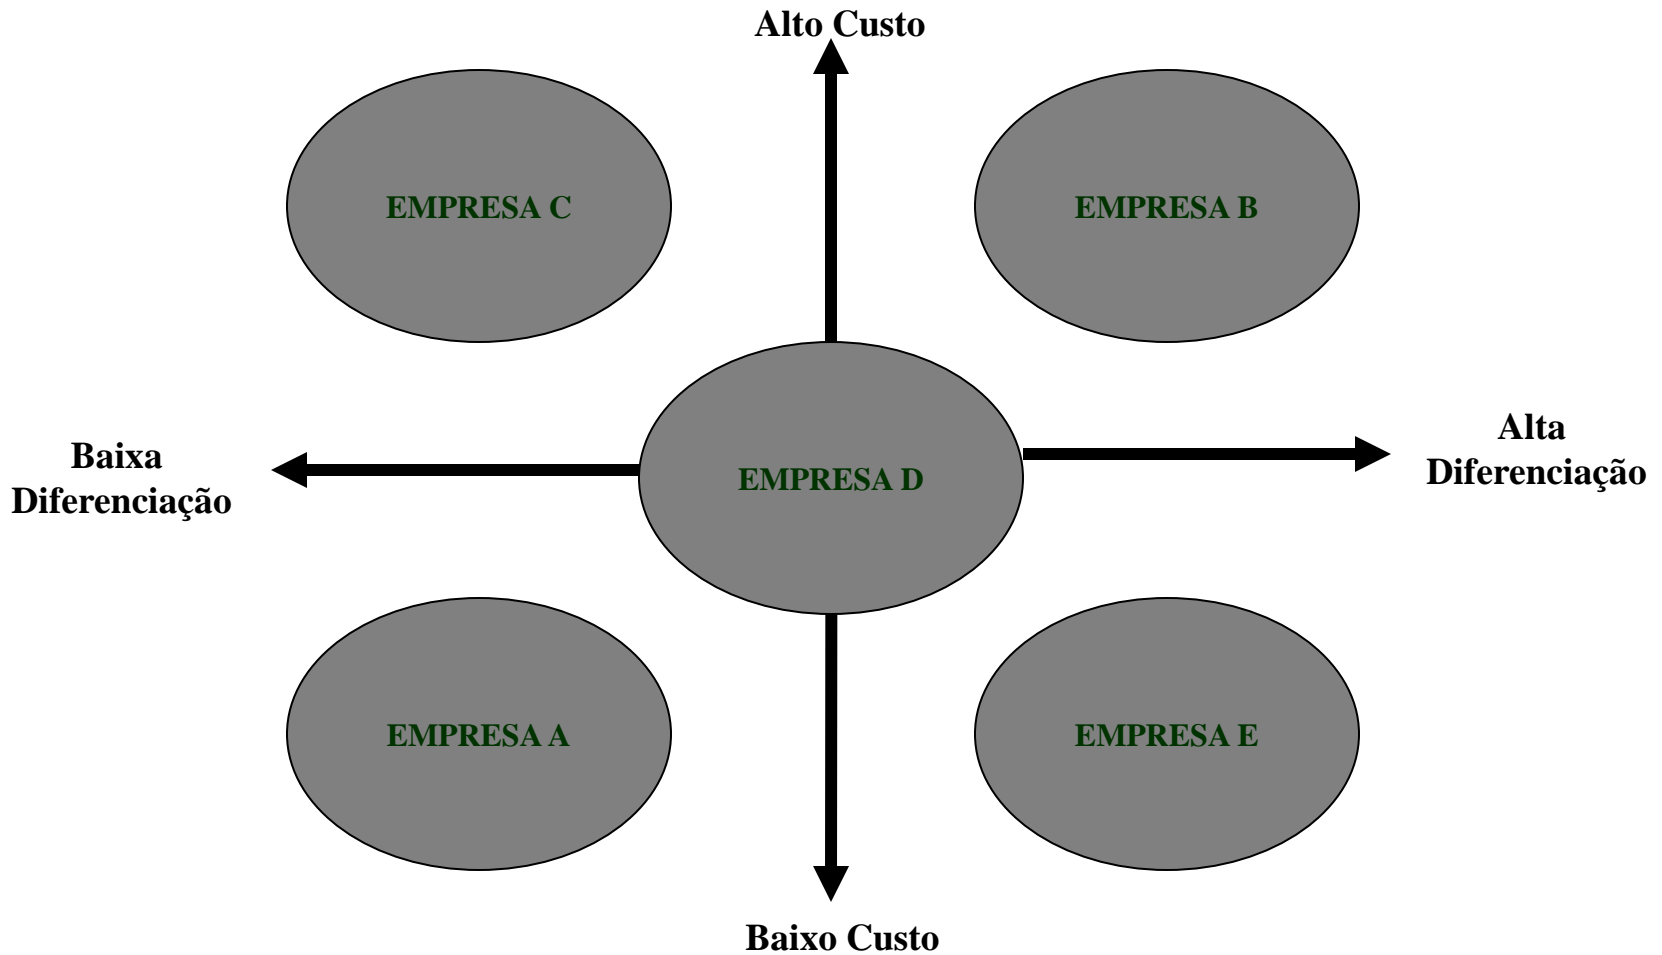 Alto Custo
EMPRESA C
EMPRESA B
Baixa
Diferenciação
EMPRESA D
Alta
Diferenciação
EMPRESA A
EMPRESA E
Baixo Custo